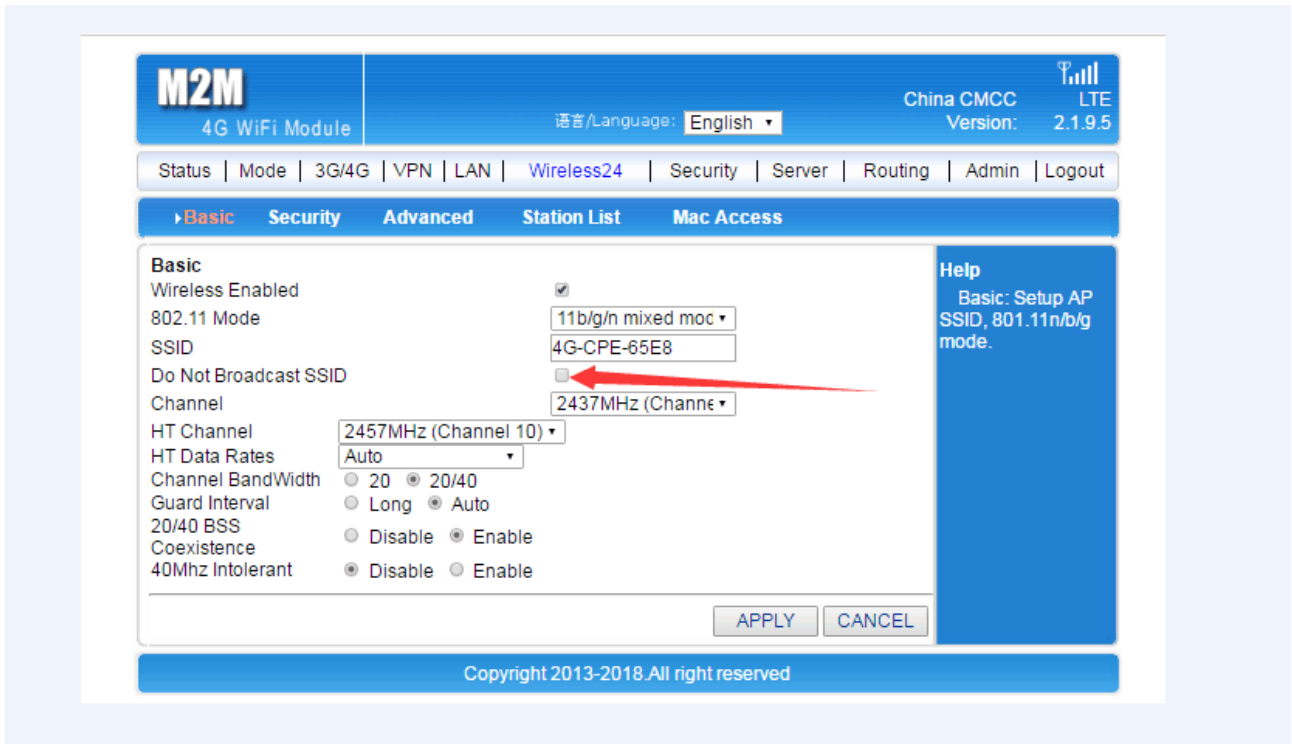 M2M
4G WiFi Module
语言/Language: English
China CMCC LTE
Version: 2.1.9.5
Status | Mode | 3G/4G | VPN | LAN | Wireless24 | Security | Server | Routing | Admin | Logout
Basic Security Advanced Station List Mac Access
Basic
Wireless Enabled
802.11 Mode 11b/g/n mixed mod
SSID 4G-CPE-65E8
Do Not Broadcast SSID
Channel 2437MHz (Channe
HT Channel 2457MHz (Channel 10)
HT Data Rates Auto
Channel BandWidth 20 20/40
Guard Interval Long Auto
20/40 BSS
Coexistence Disable Enable
40Mhz Intolerant Disable Enable
APPLY CANCEL
Help
Basic: Setup AP
SSID, 801.11n/b/g
mode.
Copyright 2013-2018.All right reserved